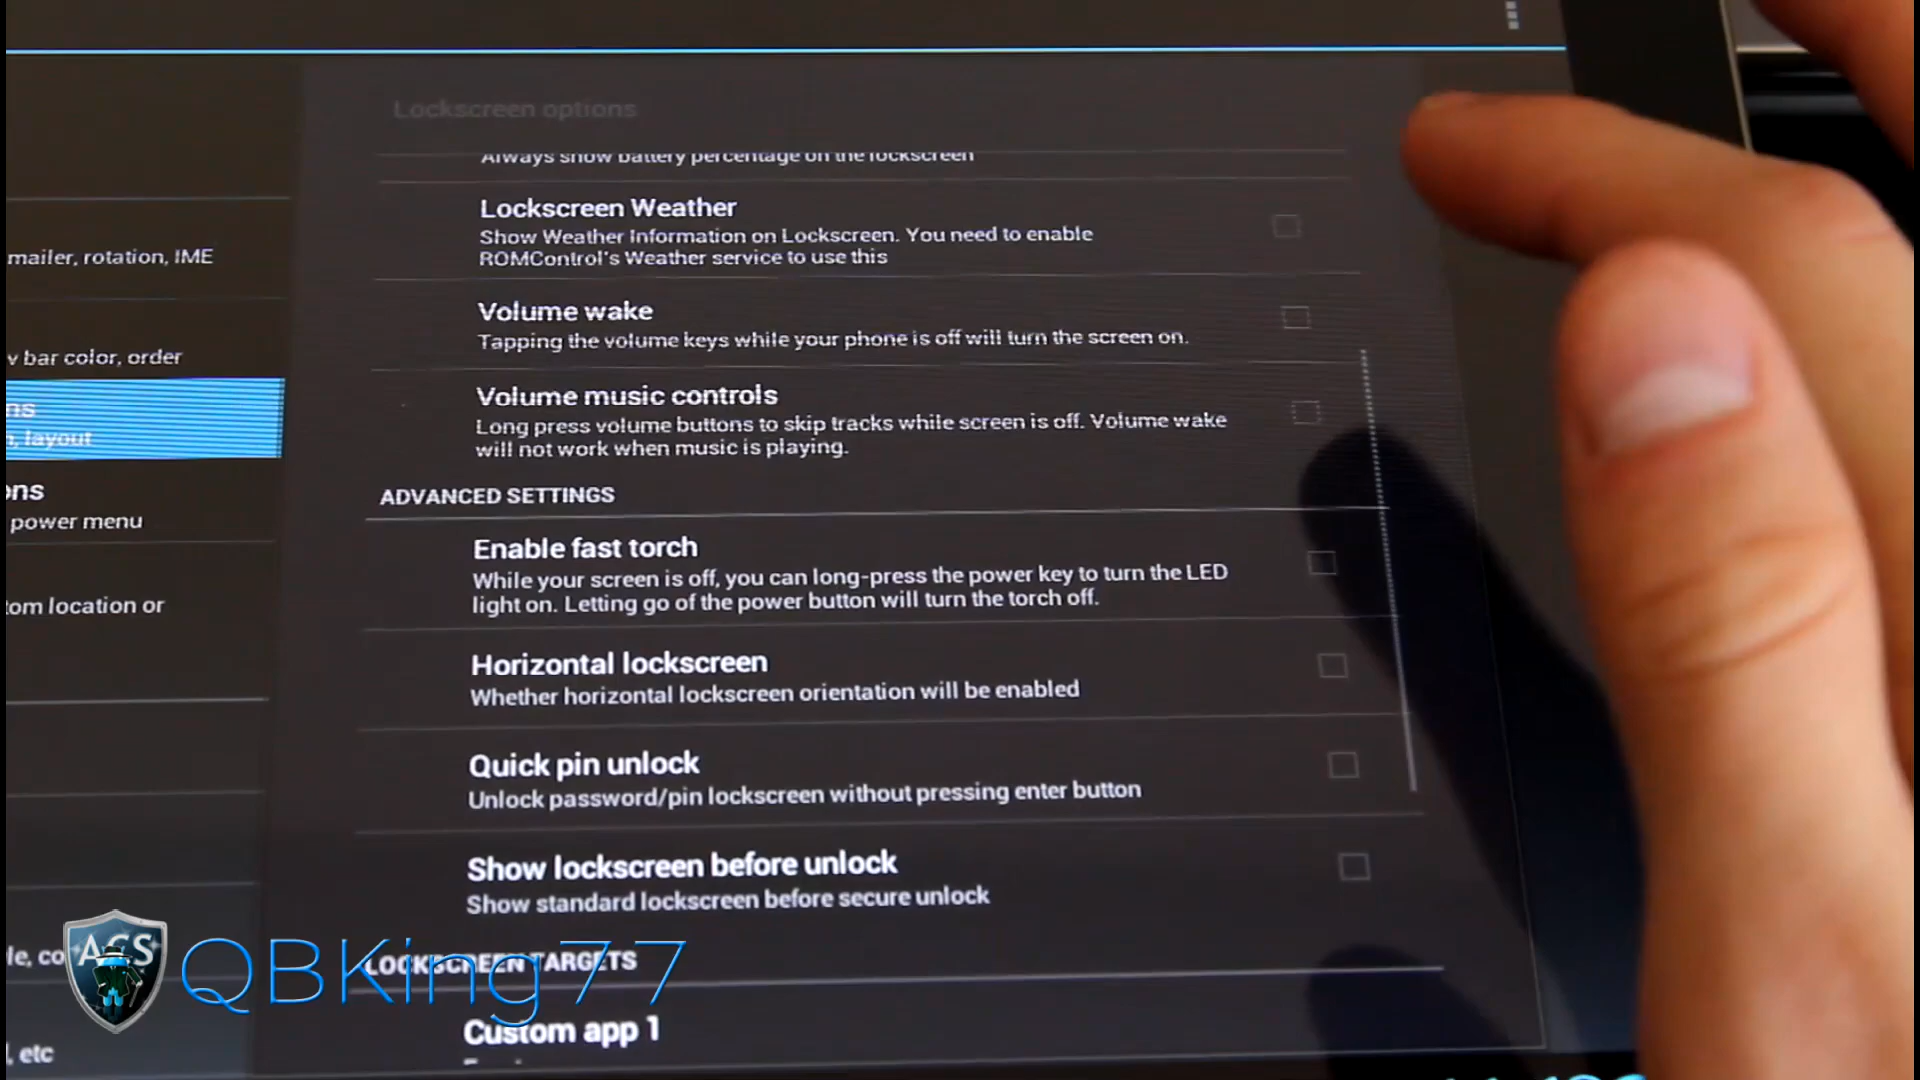 Lockscreen options
Always show battery percentage on the lockscreen
Lockscreen Weather
Show Weather Information on Lockscreen. You need to enable
ROMControl's Weather service to use this
Volume wake
Tapping the volume keys while your phone is off will turn the screen on.
Volume music controls
Long press volume buttons to skip tracks while screen is off. Volume wake
will not work when music is playing.
ADVANCED SETTINGS
Enable fast torch
While your screen is off, you can long-press the power key to turn the LED
light on. Letting go of the power button will turn the torch off.
Horizontal lockscreen
Whether horizontal lockscreen orientation will be enabled
Quick pin unlock
Unlock password/pin lockscreen without pressing enter button
Show lockscreen before unlock
Show standard lockscreen before secure unlock
LOCKSCREEN TARGETS
Custom app 1
mailer, rotation, IME
v bar color, order
ns
, layout
ons
power menu
tom location or
le, co
, etc
ACS
QBKing77